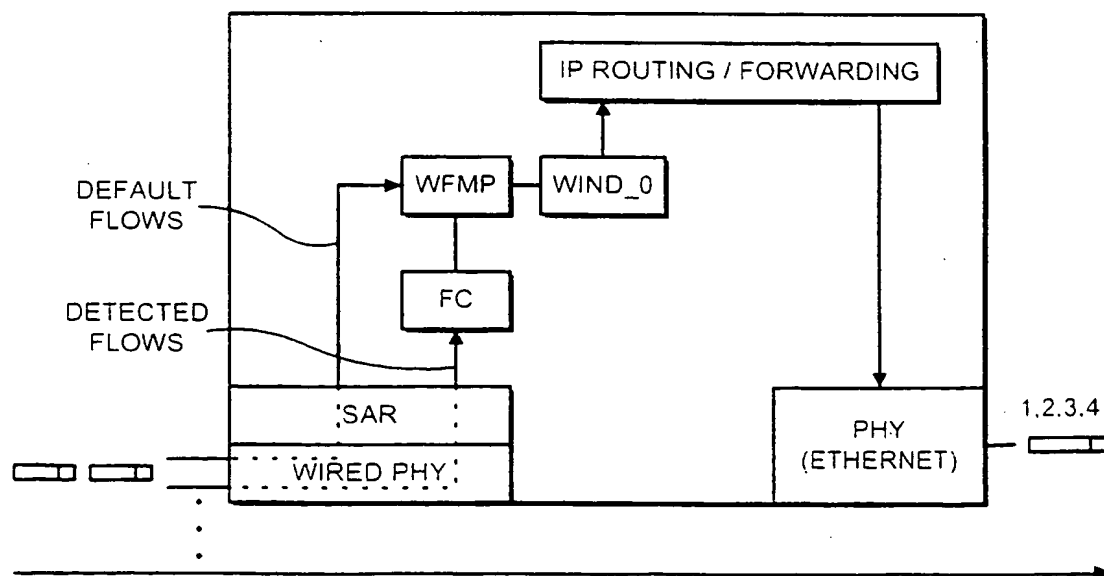 IP ROUTING / FORWARDING
WFMP
WIND_0
DEFAULT
FLOWS
FC
DETECTED
FLOWS
SAR
WIRED PHY
PHY
(ETHERNET)
1,2.3.4